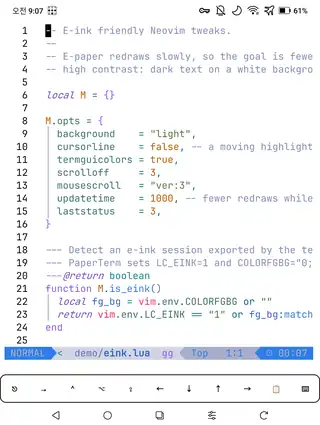 오전 9:07 61%
1 -- E-ink friendly Neovim tweaks.
2 --
3 -- E-paper redraws slowly, so the goal is fewe
4 -- high contrast: dark text on a white backgro
5
6 local M = {}
7
8 M.opts = {
9 background = "light",
10 cursorline = false, -- a moving highlight
11 termguicolors = true,
12 scrolloff = 3,
13 mousescroll = "ver:3",
14 updatetime = 1000, -- fewer redraws while
15 laststatus = 3,
16 }
17
18 --- Detect an e-ink session exported by the te
19 --- PaperTerm sets LC_EINK=1 and COLORFGBG="0;
20 ---@return boolean
21 function M.is_eink()
22 local fg_bg = vim.env.COLORFGBG or ""
23 return vim.env.LC_EINK == "1" or fg_bg:match
24 end
25
NORMAL < demo/eink.lua gg Top 1:1 00:07